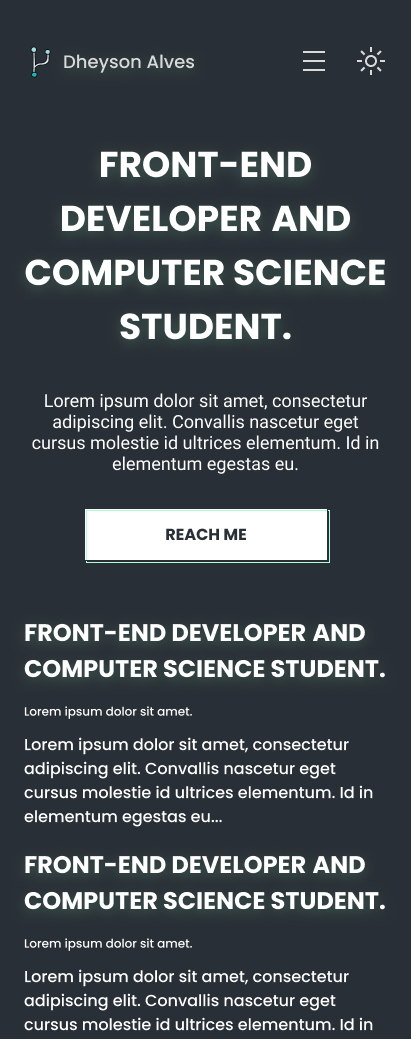 Dheyson Alves
FRONT-END
DEVELOPER AND
COMPUTER SCIENCE
STUDENT.
Lorem ipsum dolor sit amet, consectetur
adipiscing elit. Convallis nascetur eget
cursus molestie id ultrices elementum. Id in
elementum egestas eu.
REACH ME
FRONT-END DEVELOPER AND
COMPUTER SCIENCE STUDENT.
Lorem ipsum dolor sit amet.
Lorem ipsum dolor sit amet, consectetur
adipiscing elit. Convallis nascetur eget
cursus molestie id ultrices elementum. Id in
elementum egestas eu...
FRONT-END DEVELOPER AND
COMPUTER SCIENCE STUDENT.
Lorem ipsum dolor sit amet.
Lorem ipsum dolor sit amet, consectetur
adipiscing elit. Convallis nascetur eget
cursus molestie id ultrices elementum. Id in